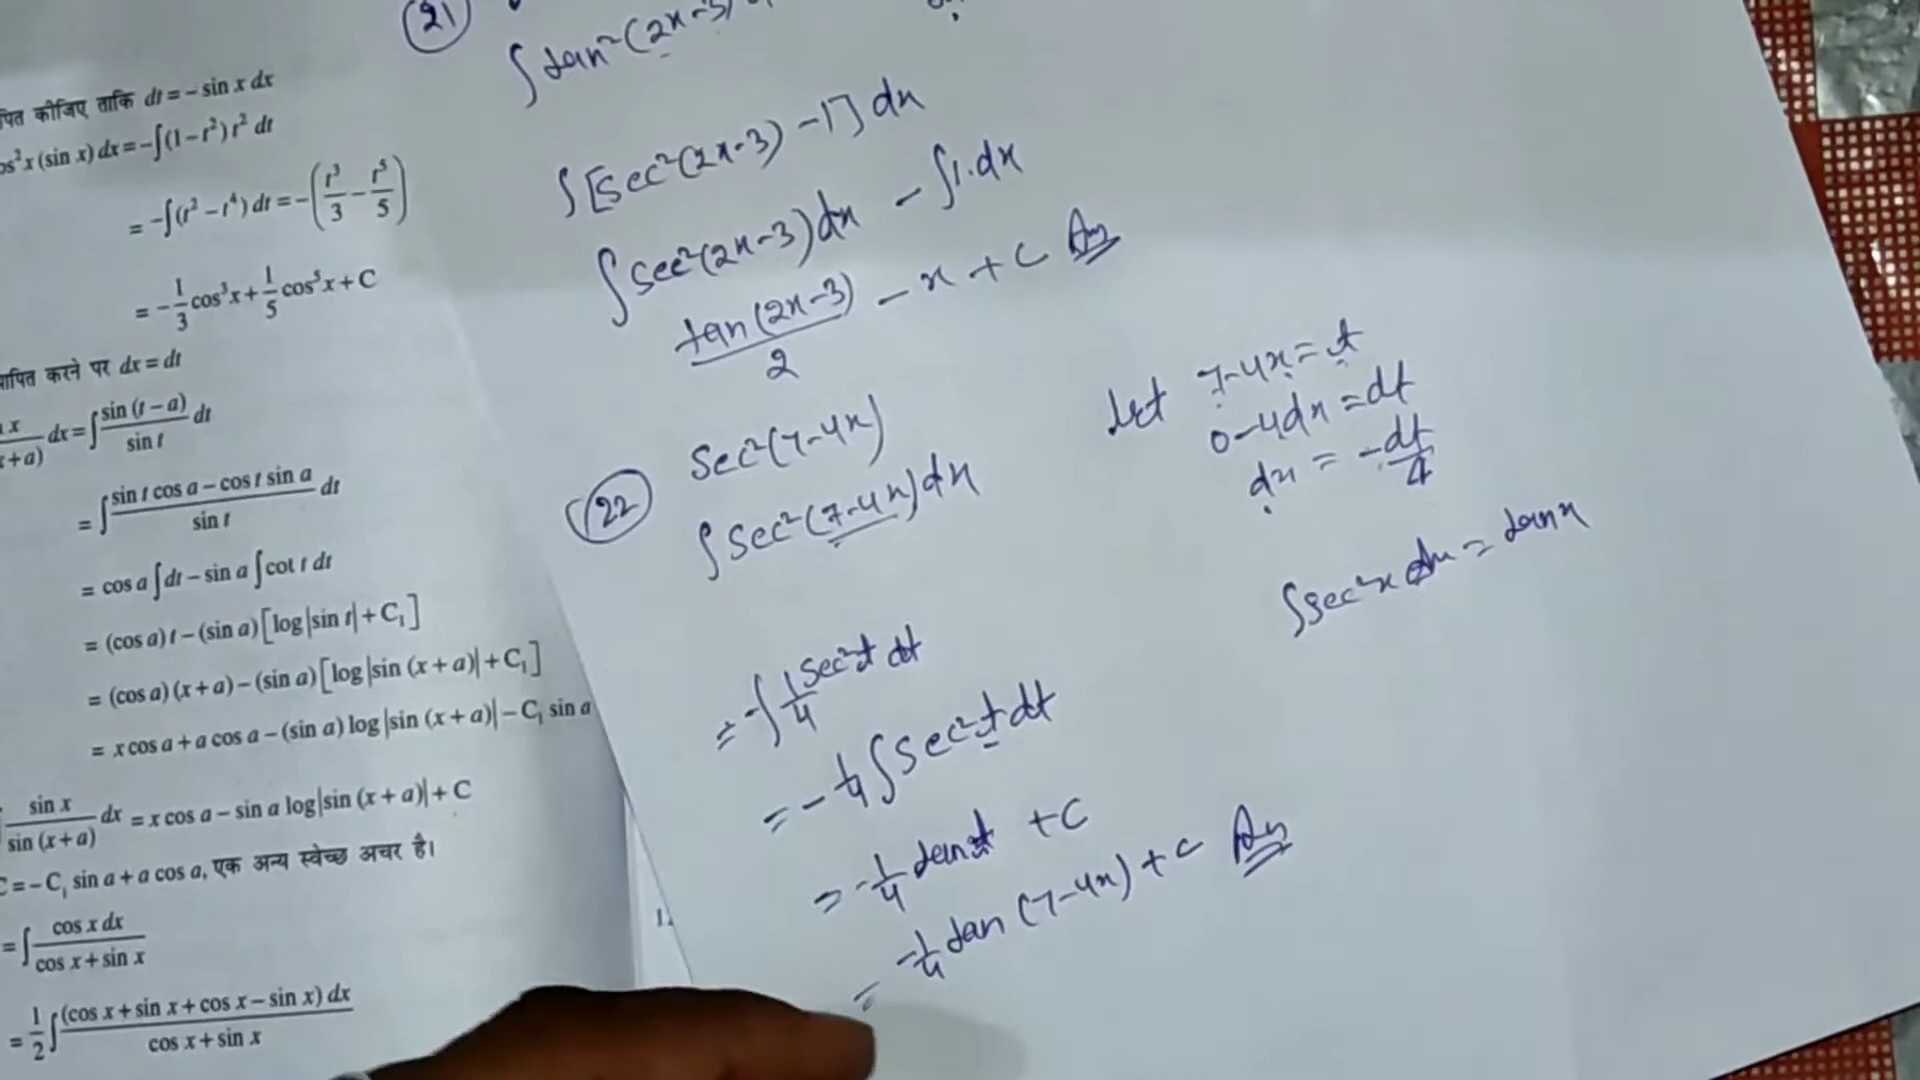 पित कीजिए ताकि dt = – sin x dx
os²x (sin x) dx = –∫(1 – t²) t² dt
= –∫(t² – t⁴) dt = –(t³/3 – t⁵/5)
= –1/3 cos³x + 1/5 cos⁵x + C
करने पर dx = dt
x/(x+a) dx = ∫ sin (t – a)/sin t dt
= ∫ (sin t cos a – cos t sin a)/sin t dt
= cos a ∫dt – sin a ∫cot t dt
= (cos a) t – (sin a) [log|sin t| + C₁]
= (cos a) (x + a) – (sin a) [log|sin (x + a)| + C₁]
= x cos a + a cos a – (sin a) log|sin (x + a)| – C₁ sin a
∫ sin x/sin (x + a) dx = x cos a – sin a log|sin (x + a)| + C
C = – C₁ sin a + a cos a, एक अन्य स्वेच्छ अचर है।
= ∫ cos x dx/(cos x + sin x)
= 1/2 ∫ (cos x + sin x + cos x – sin x) dx/(cos x + sin x)
(21)
∫tan²(2x-3)
∫[sec²(2x-3) -1] dx
∫sec²(2x-3)dx - ∫1.dx
tan(2x-3)/2 - x + c Ans
(22) sec²(7-4x)
∫sec²(7-4x)dx
Let 7-4x = t
0-4dx = dt
dx = -dt/4
∫sec²x dx = tanx
= -∫1/4 sec²t dt
= -1/4 ∫sec²t dt
= -1/4 tant + C
= -1/4 tan (7-4x) + c Ans